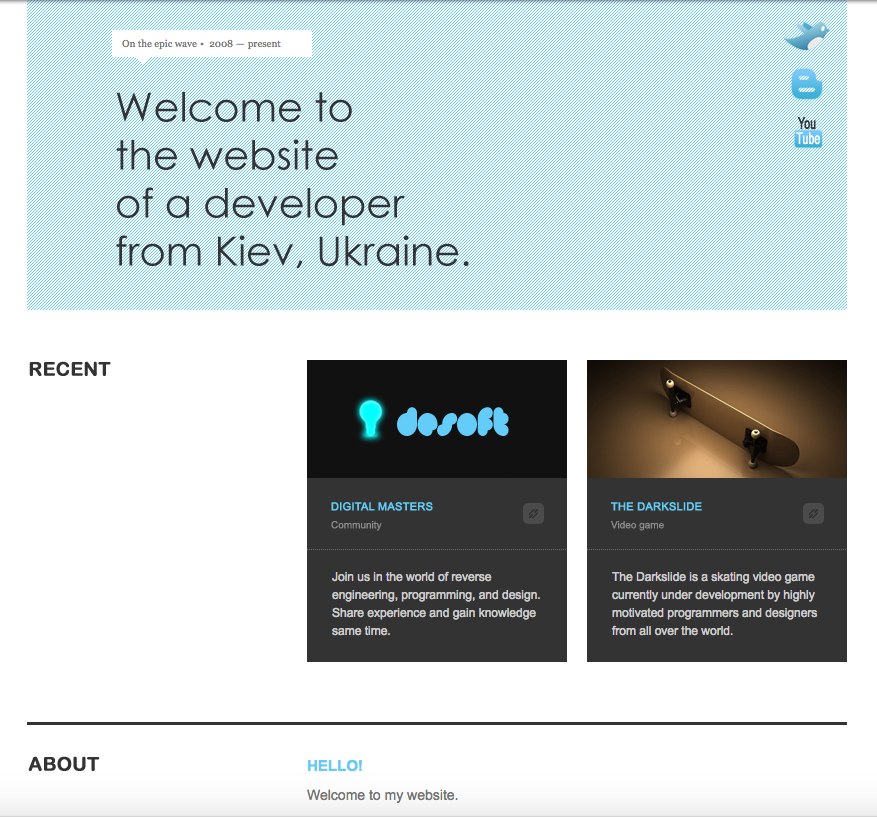 On the epic wave • 2008 — present
Welcome to
the website
of a developer
from Kiev, Ukraine.
You
Tube
RECENT
desoft
DIGITAL MASTERS
Community
Join us in the world of reverse
engineering, programming, and design.
Share experience and gain knowledge
same time.
THE DARKSLIDE
Video game
The Darkslide is a skating video game
currently under development by highly
motivated programmers and designers
from all over the world.
ABOUT
HELLO!
Welcome to my website.